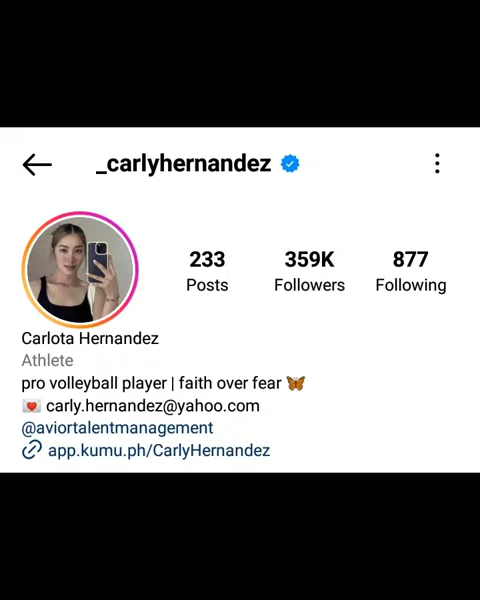 _carlyhernandez
233 359K 877
Posts Followers Following
Carlota Hernandez
Athlete
pro volleyball player | faith over fear 🦋
💌 carly.hernandez@yahoo.com
@aviortalentmanagement
app.kumu.ph/CarlyHernandez